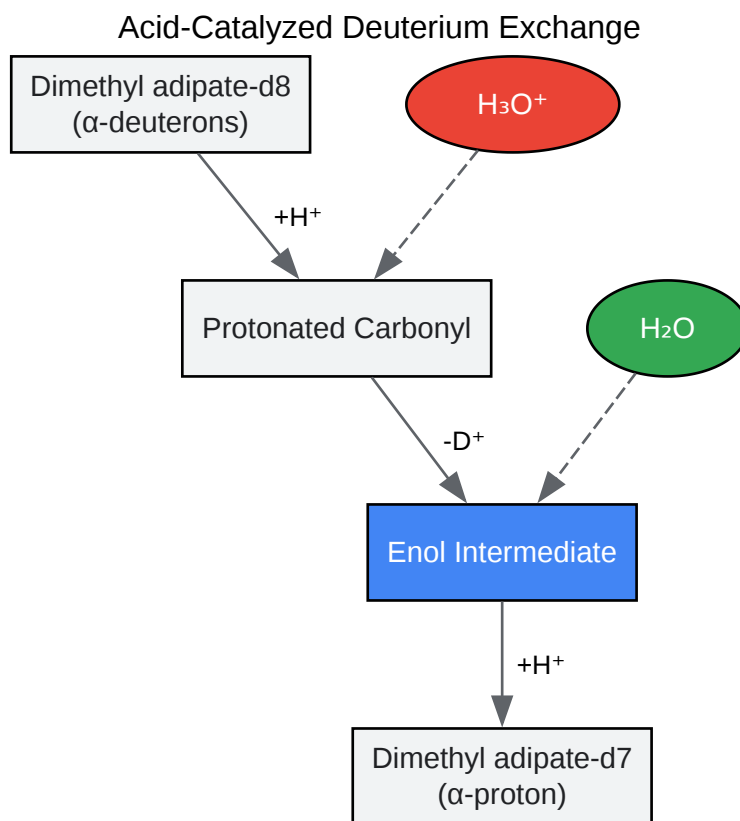 Acid-Catalyzed Deuterium Exchange
Dimethyl adipate-d8
(α-deuterons)
H₃O⁺
+H⁺
Protonated Carbonyl
H₂O
-D⁺
Enol Intermediate
+H⁺
Dimethyl adipate-d7
(α-proton)